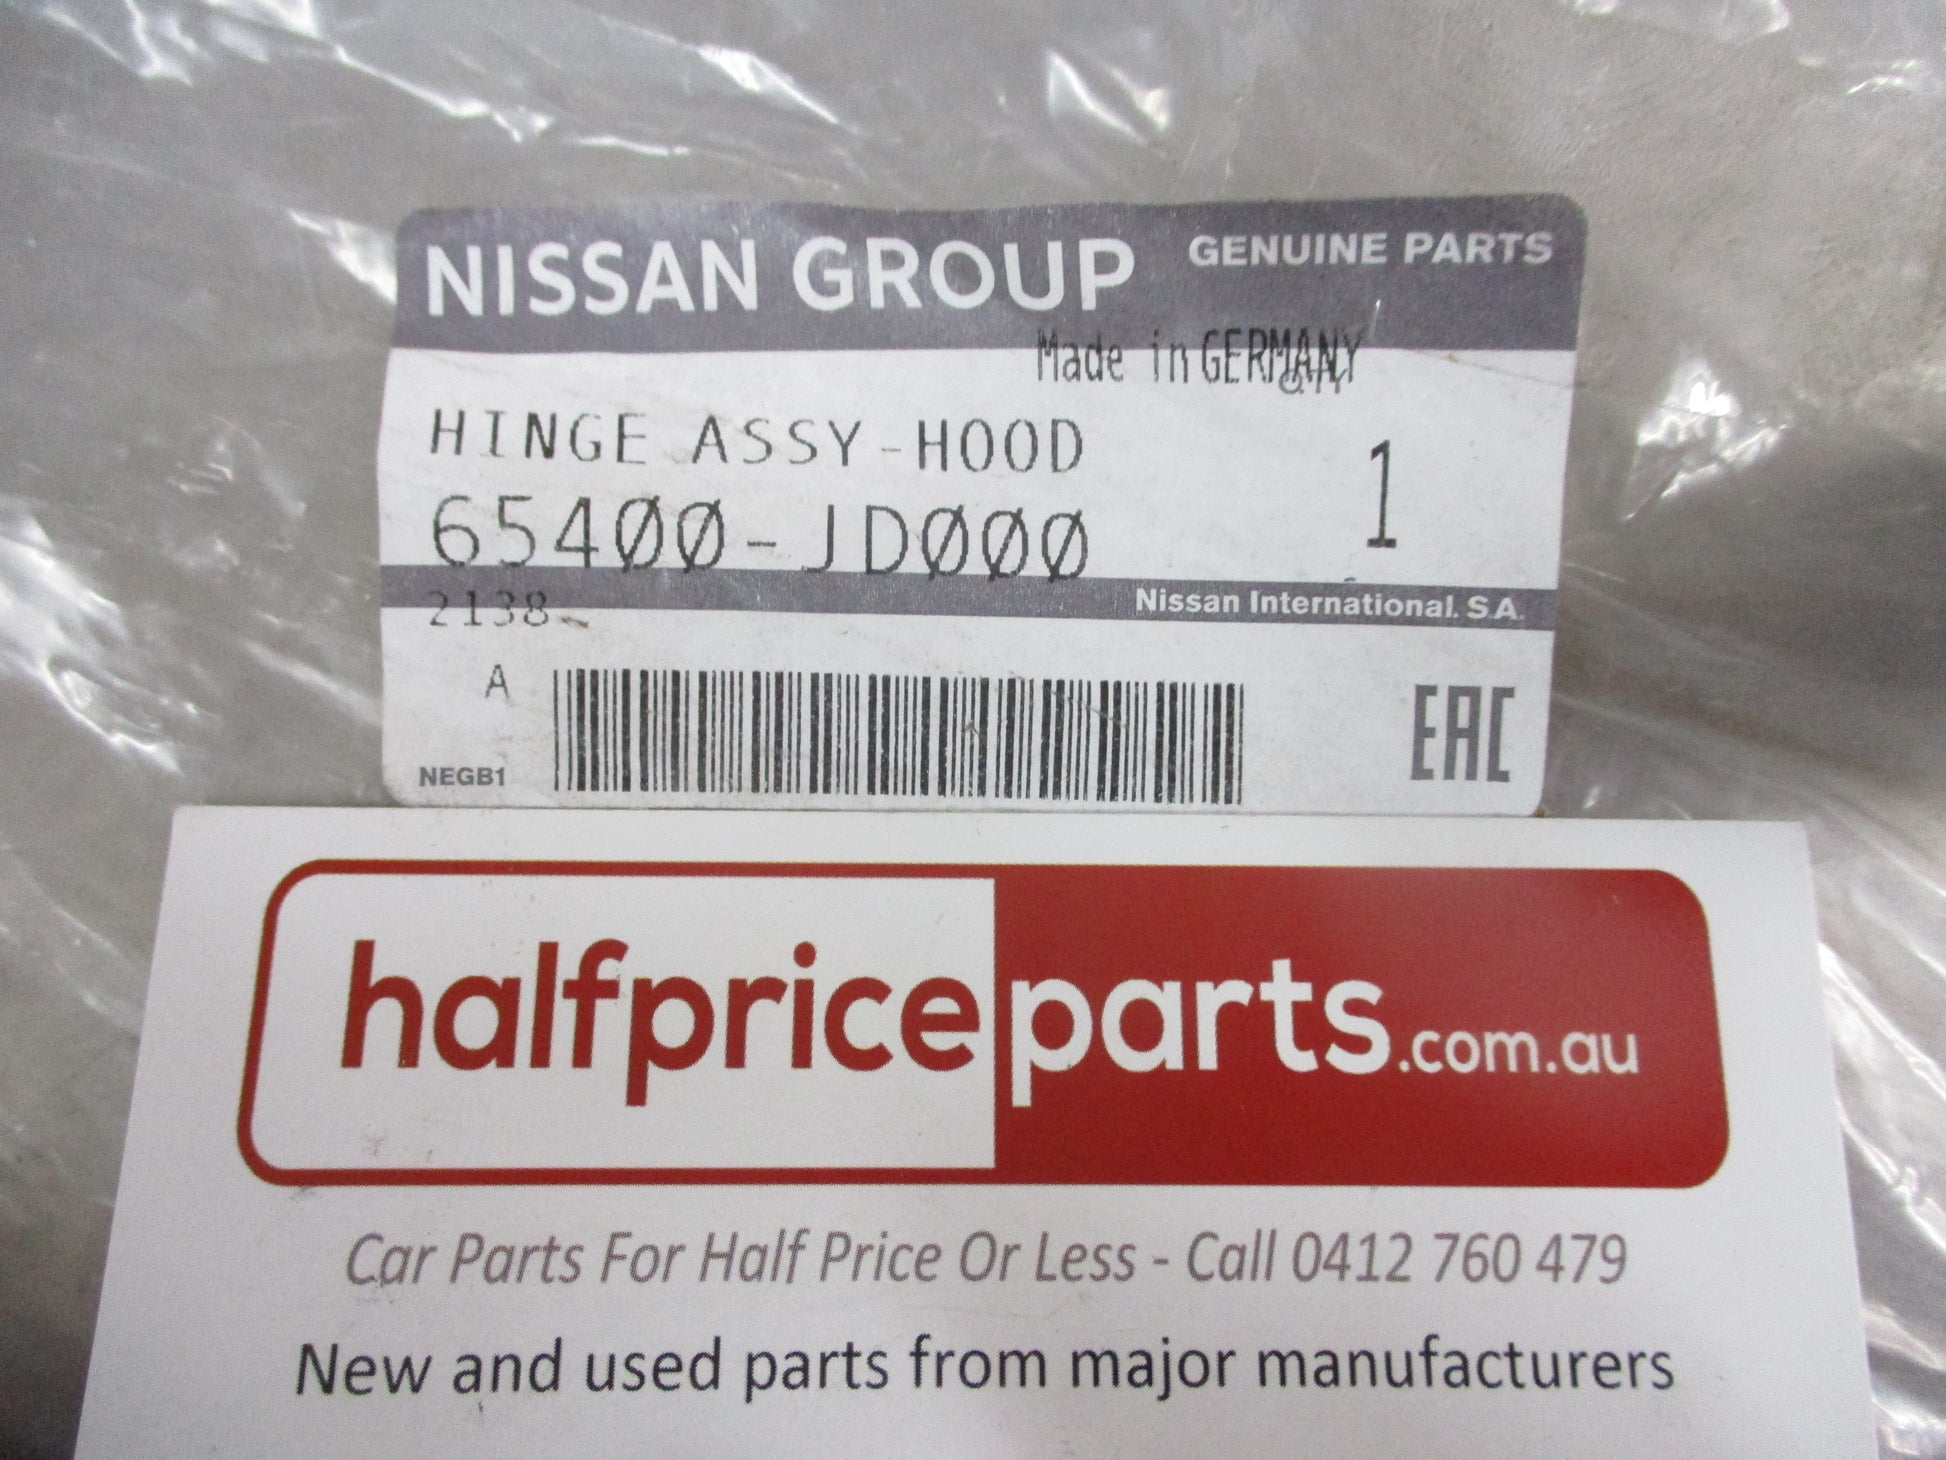 NISSAN GROUP GENUINE PARTS
Made in GERMANY
QTY
HINGE ASSY-HOOD
65400-JD000 1
2138
Nissan International. S.A.
A
NEGB1
EAC
halfpriceparts.com.au
Car Parts For Half Price Or Less - Call 0412 760 479
New and used parts from major manufacturers